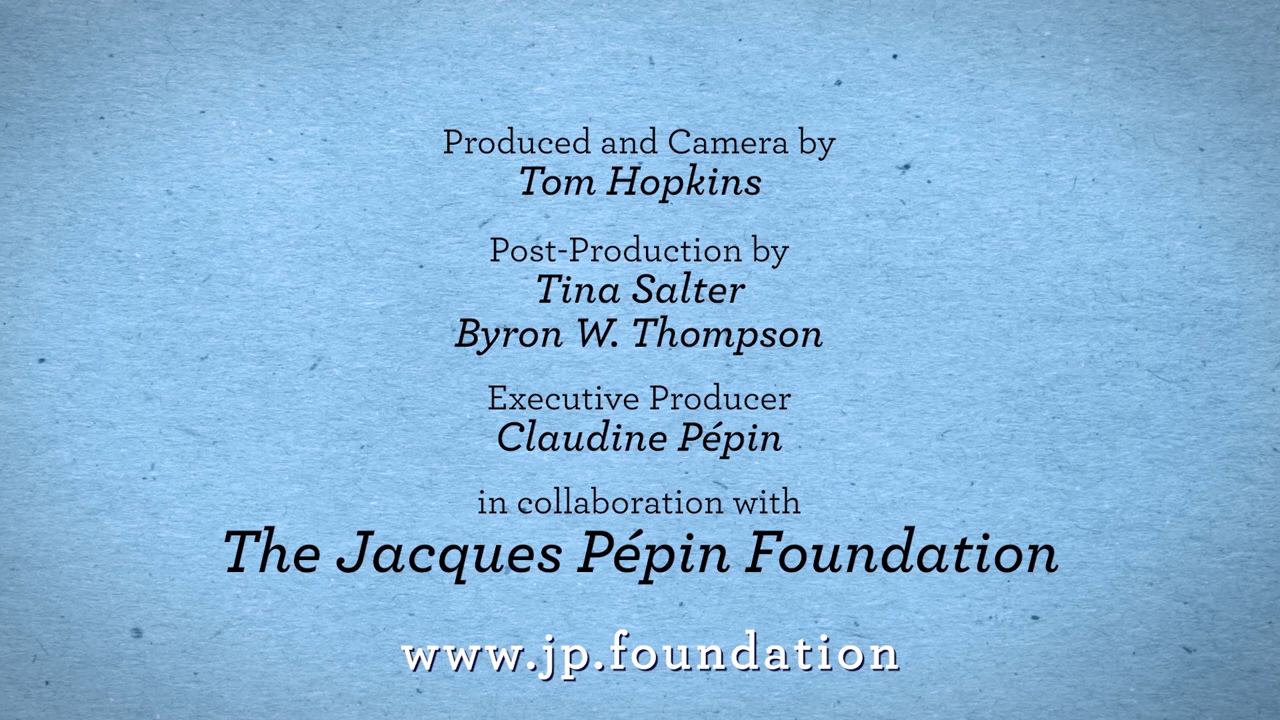 Produced and Camera by
Tom Hopkins
Post-Production by
Tina Salter
Byron W. Thompson
Executive Producer
Claudine Pépin
in collaboration with
The Jacques Pépin Foundation
www.jp.foundation